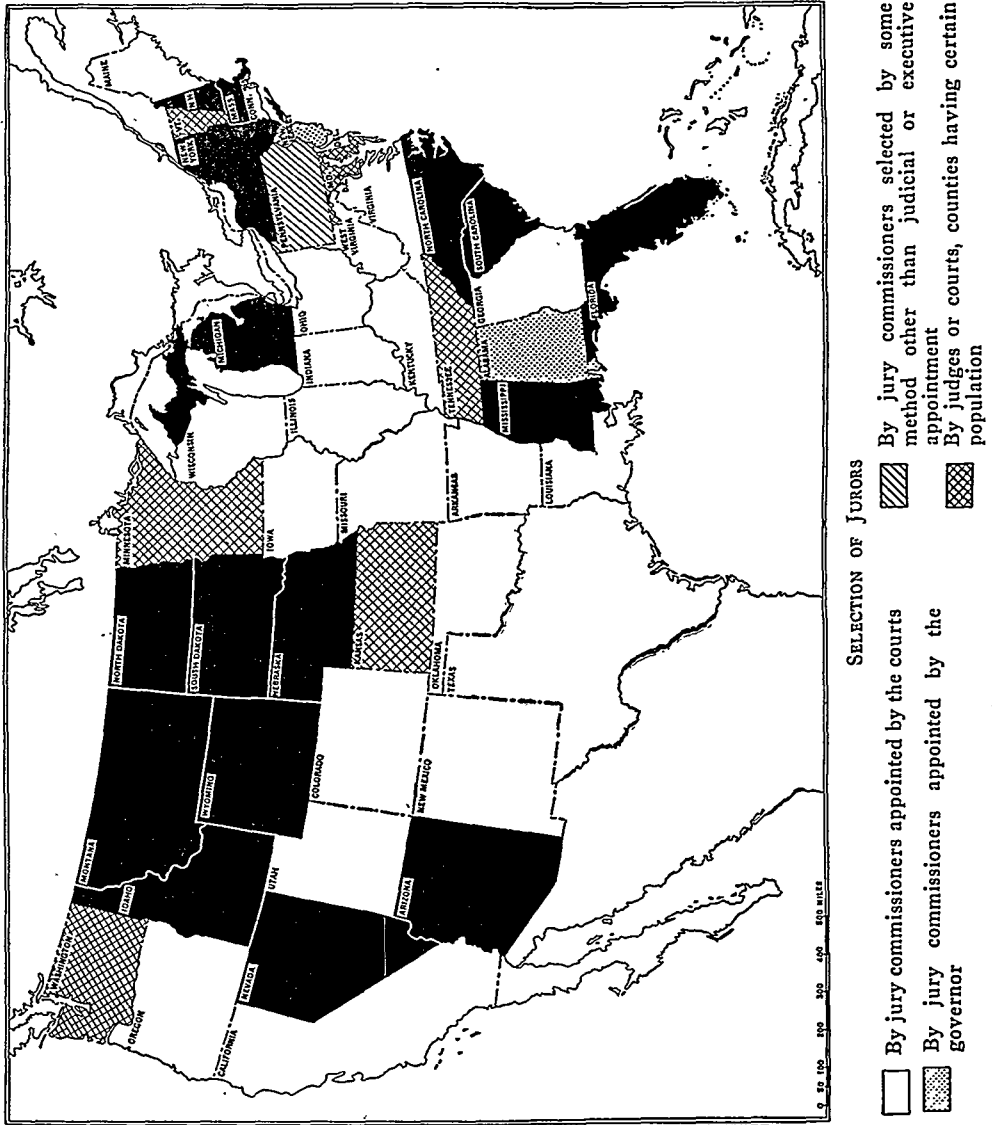 WASHINGTON
MONTANA
NORTH DAKOTA
MINNESOTA
MAINE
OREGON
IDAHO
SOUTH DAKOTA
WISCONSIN
MICHIGAN
NEW YORK
N.H.
MASS
CONN.
WYOMING
NEBRASKA
IOWA
PENNSYLVANIA
NEVADA
UTAH
COLORADO
KANSAS
MISSOURI
ILLINOIS
INDIANA
OHIO
WEST VIRGINIA
VIRGINIA
KENTUCKY
CALIFORNIA
ARIZONA
NEW MEXICO
OKLAHOMA
TEXAS
ARKANSAS
TENNESSEE
NORTH CAROLINA
SOUTH CAROLINA
LOUISIANA
MISSISSIPPI
ALABAMA
GEORGIA
FLORIDA
0 50 100 200 300 400 500 MILES
SELECTION OF JURORS
By jury commissioners appointed by the courts
By jury commissioners appointed by the
governor
By jury commissioners selected by some
method other than judicial or executive
appointment
By judges or courts, counties having certain
population